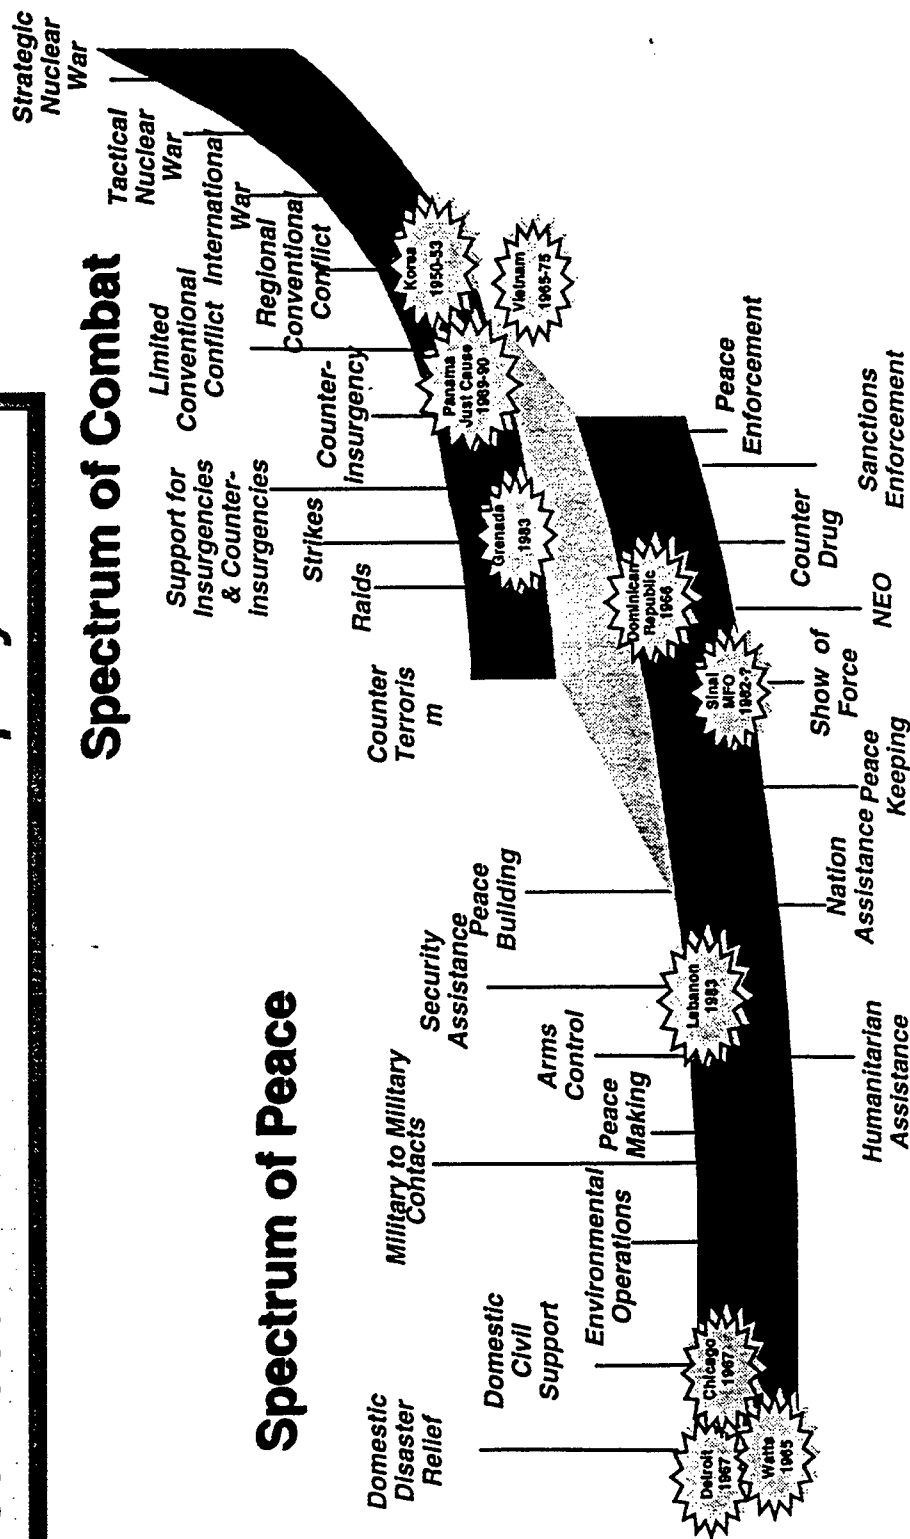 Spectrum of Peace
Spectrum of Combat
Domestic
Disaster
Relief
Domestic
Civil
Support
Environmental
Operations
Military to Military
Contacts
Peace
Making
Arms
Control
Security
Assistance
Peace
Building
Counter
Terroris
m
Raids
Strikes
Support for
Insurgencies
& Counter-
insurgencies
Counter-
insurgency
Limited
Conventional
Conflict
Regional
Conventional
Conflict
International
War
Tactical
Nuclear
War
Strategic
Nuclear
War
Detroit
1967
Watts
1965
Chicago
1967
Lebanon
1983
Sinai
MFO
1982-?
Dominican
Republic
1966
Grenada
1983
Panama
Just Cause
1989-90
Korea
1950-53
Vietnam
1965-75
Humanitarian
Assistance
Nation
Assistance
Peace
Keeping
Show of
Force
NEO
Counter
Drug
Sanctions
Enforcement
Peace
Enforcement